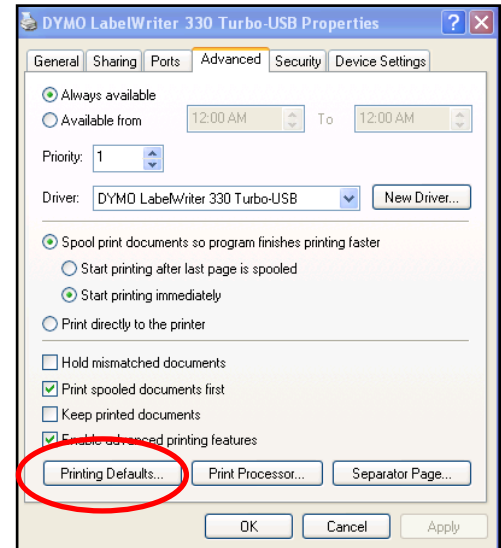 DYMO LabelWriter 330 Turbo-USB Properties ? X
General Sharing Ports Advanced Security Device Settings
Always available
Available from 12:00 AM To 12:00 AM
Priority: 1
Driver: DYMO LabelWriter 330 Turbo-USB New Driver...
Spool print documents so program finishes printing faster
Start printing after last page is spooled
Start printing immediately
Print directly to the printer
Hold mismatched documents
Print spooled documents first
Keep printed documents
Enable advanced printing features
Printing Defaults... Print Processor... Separator Page...
OK Cancel Apply